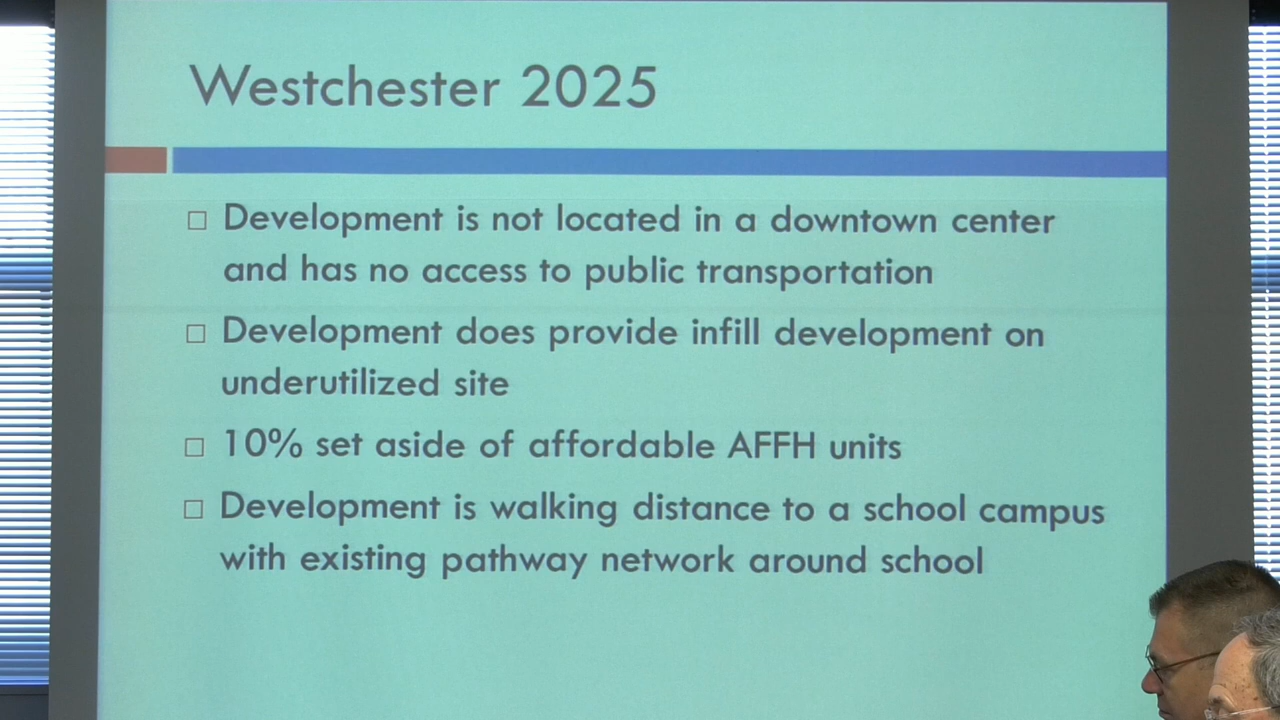 Westchester 2025
Development is not located in a downtown center
and has no access to public transportation
Development does provide infill development on
underutilized site
10% set aside of affordable AFFH units
Development is walking distance to a school campus
with existing pathway network around school